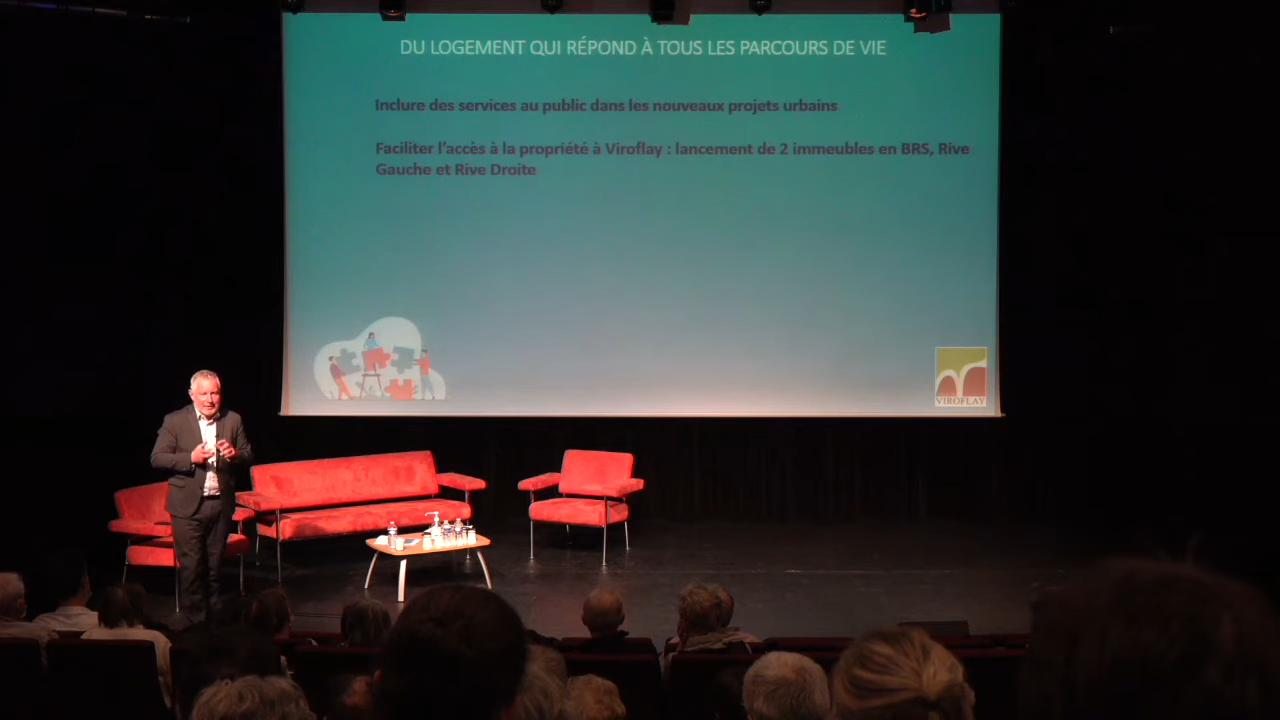 DU LOGEMENT QUI RÉPOND À TOUS LES PARCOURS DE VIE
Inclure des services au public dans les nouveaux projets urbains
Faciliter l'accès à la propriété à Viroflay : lancement de 2 immeubles en BRS, Rive
Gauche et Rive Droite
VIROFLAY